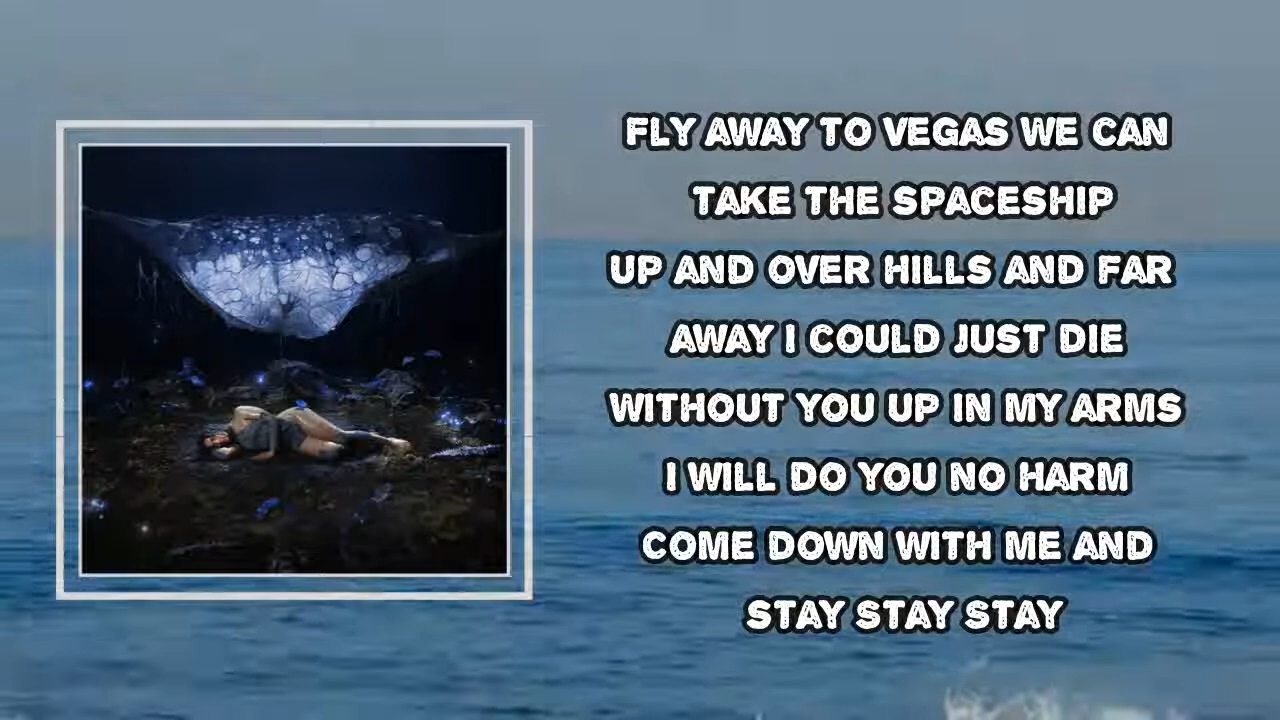 FLY AWAY TO VEGAS WE CAN
TAKE THE SPACESHIP
UP AND OVER HILLS AND FAR
AWAY I COULD JUST DIE
WITHOUT YOU UP IN MY ARMS
I WILL DO YOU NO HARM
COME DOWN WITH ME AND
STAY STAY STAY